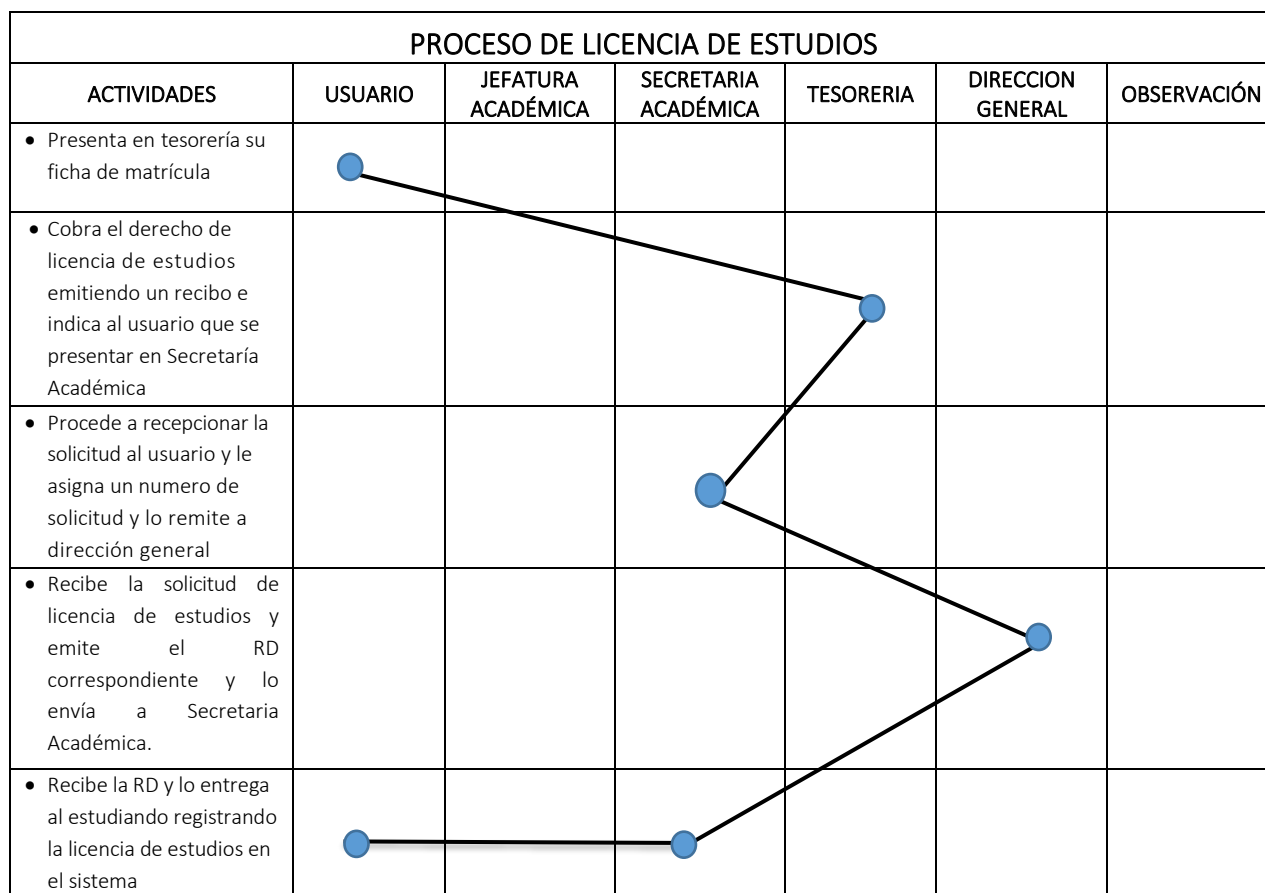 PROCESO DE LICENCIA DE ESTUDIOS
ACTIVIDADES
USUARIO
JEFATURA
ACADÉMICA
SECRETARIA
ACADÉMICA
TESORERIA
DIRECCION
GENERAL
OBSERVACIÓN
• Presenta en tesorería su
ficha de matrícula
• Cobra el derecho de
licencia de estudios
emitiendo un recibo e
indica al usuario que se
presentar en Secretaría
Académica
• Procede a recepcionar la
solicitud al usuario y le
asigna un numero de
solicitud y lo remite a
dirección general
• Recibe la solicitud de
licencia de estudios y
emite el RD
correspondiente y lo
envía a Secretaria
Académica.
• Recibe la RD y lo entrega
al estudiando registrando
la licencia de estudios en
el sistema